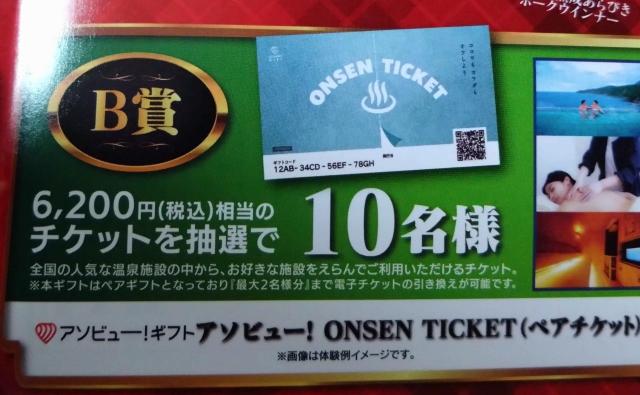 ポークウインナー
B賞
ONSEN TICKET
ギフトコード
12AB-34CD-56EF-78GH
6,200円(税込)相当の
チケットを抽選で
10名様
全国の人気な温泉施設の中から、お好きな施設をえらんでご利用いただけるチケット。
※本ギフトはペアギフトとなっており『最大2名様分』まで電子チケットの引き換えが可能です。
アソビュー!ギフト アソビュー! ONSEN TICKET(ペアチケット)
※画像は体験例イメージです。